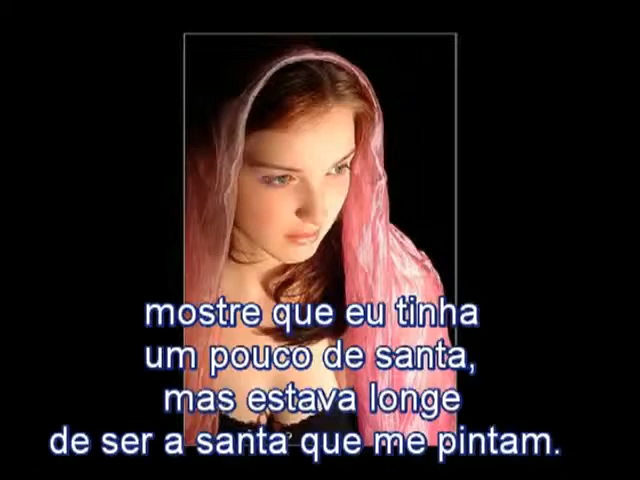 mostre que eu tinha
um pouco de santa,
mas estava longe
de ser a santa que me pintam.